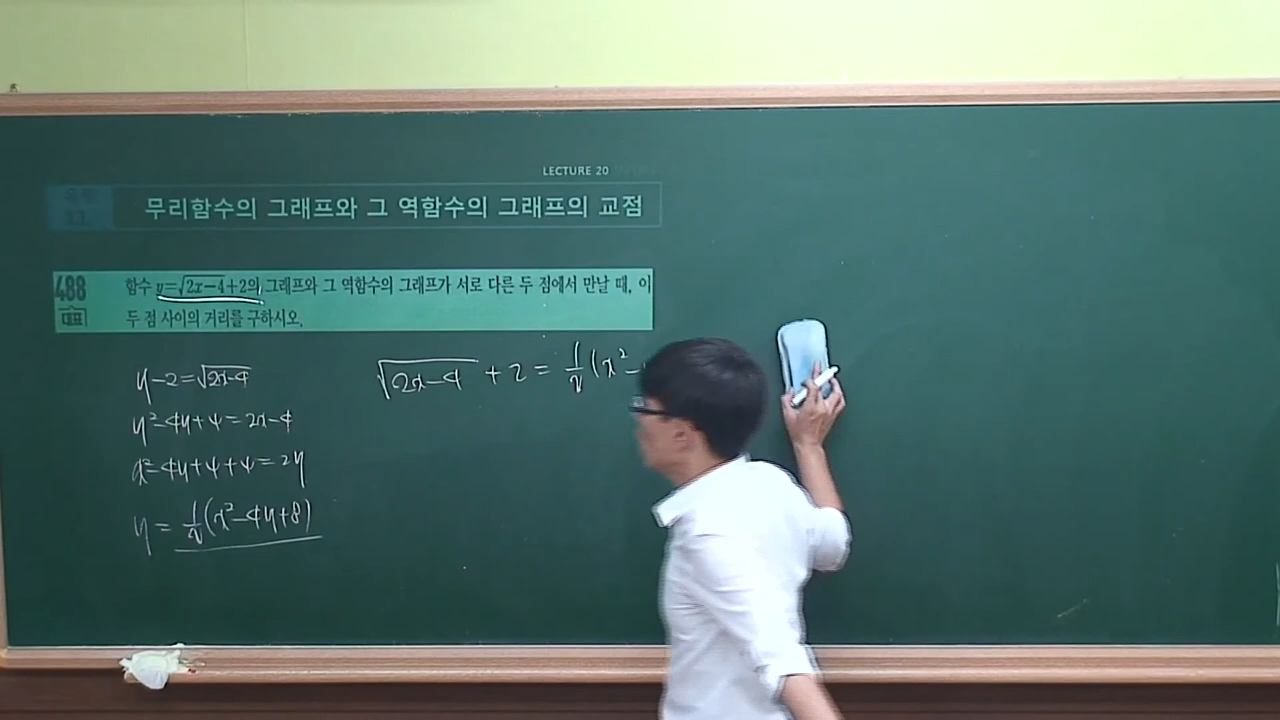 LECTURE 20
무리함수의 그래프와 그 역함수의 그래프의 교점
488 함수 y=√2x-4+2의 그래프와 그 역함수의 그래프가 서로 다른 두 점에서 만날 때, 이
대표 두 점 사이의 거리를 구하시오.
y-2=√2x-4
√2x-4 + 2 = 1/2 (x²-
y²-4y+4=2x-4
x²-4y+4+4=2y
y = 1/2(x²-4y+8)